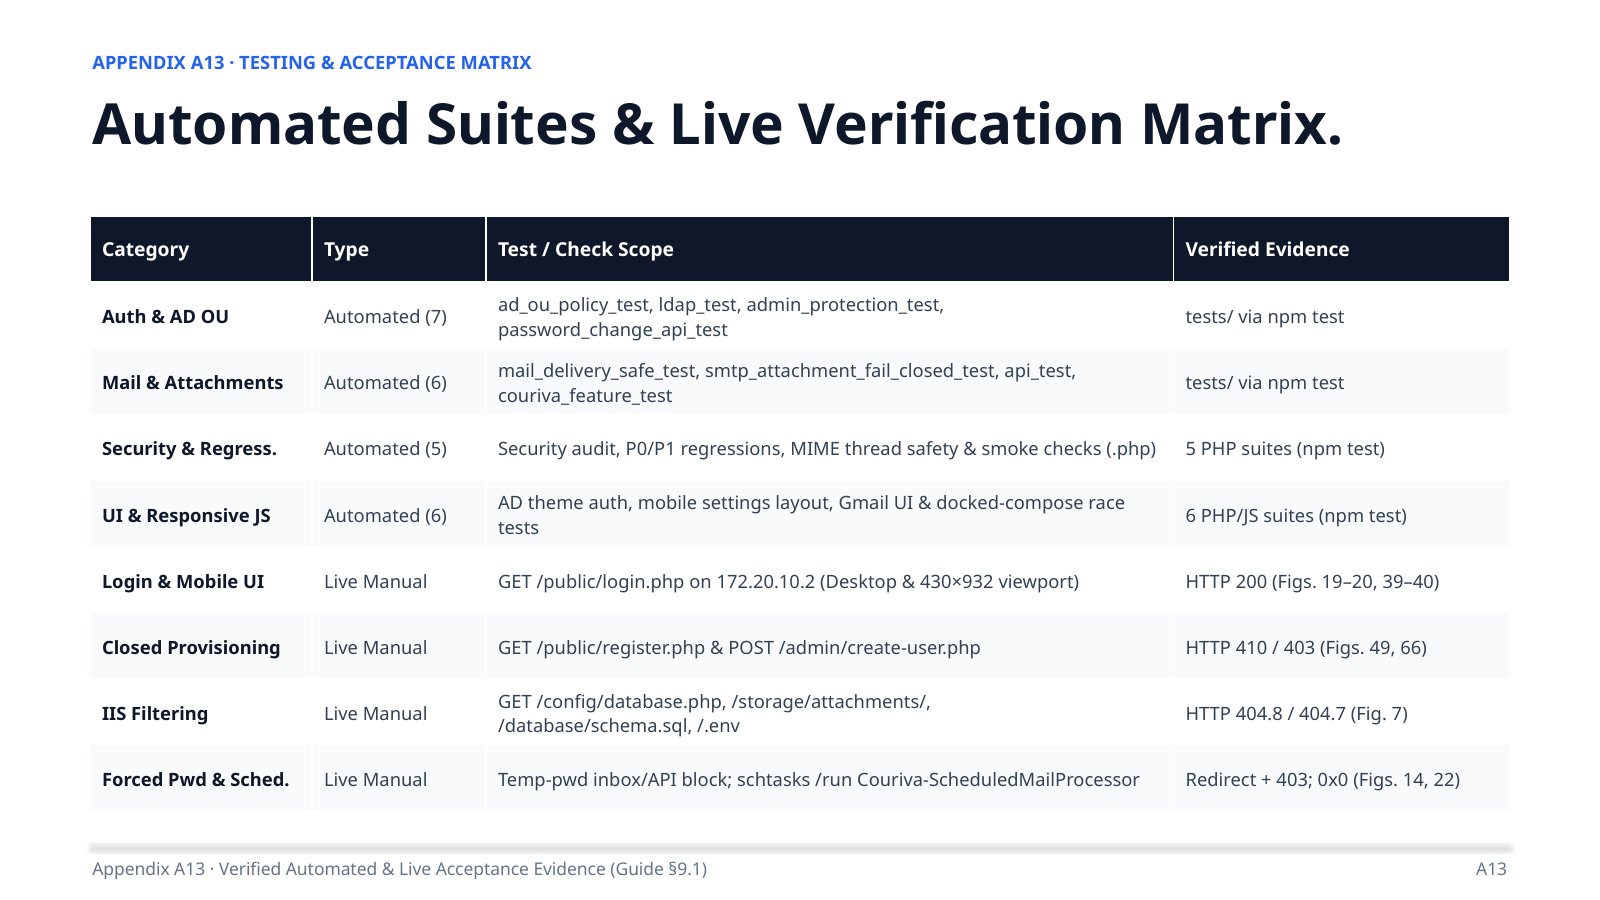 APPENDIX A13 · TESTING & ACCEPTANCE MATRIX
Automated Suites & Live Verification Matrix.
Category Type Test / Check Scope Verified Evidence
Auth & AD OU Automated (7) ad_ou_policy_test, ldap_test, admin_protection_test,
password_change_api_test tests/ via npm test
Mail & Attachments Automated (6) mail_delivery_safe_test, smtp_attachment_fail_closed_test, api_test,
couriva_feature_test tests/ via npm test
Security & Regress. Automated (5) Security audit, P0/P1 regressions, MIME thread safety & smoke checks (.php) 5 PHP suites (npm test)
UI & Responsive JS Automated (6) AD theme auth, mobile settings layout, Gmail UI & docked-compose race
tests 6 PHP/JS suites (npm test)
Login & Mobile UI Live Manual GET /public/login.php on 172.20.10.2 (Desktop & 430×932 viewport) HTTP 200 (Figs. 19–20, 39–40)
Closed Provisioning Live Manual GET /public/register.php & POST /admin/create-user.php HTTP 410 / 403 (Figs. 49, 66)
IIS Filtering Live Manual GET /config/database.php, /storage/attachments/,
/database/schema.sql, /.env HTTP 404.8 / 404.7 (Fig. 7)
Forced Pwd & Sched. Live Manual Temp-pwd inbox/API block; schtasks /run Couriva-ScheduledMailProcessor Redirect + 403; 0x0 (Figs. 14, 22)
Appendix A13 · Verified Automated & Live Acceptance Evidence (Guide §9.1) A13